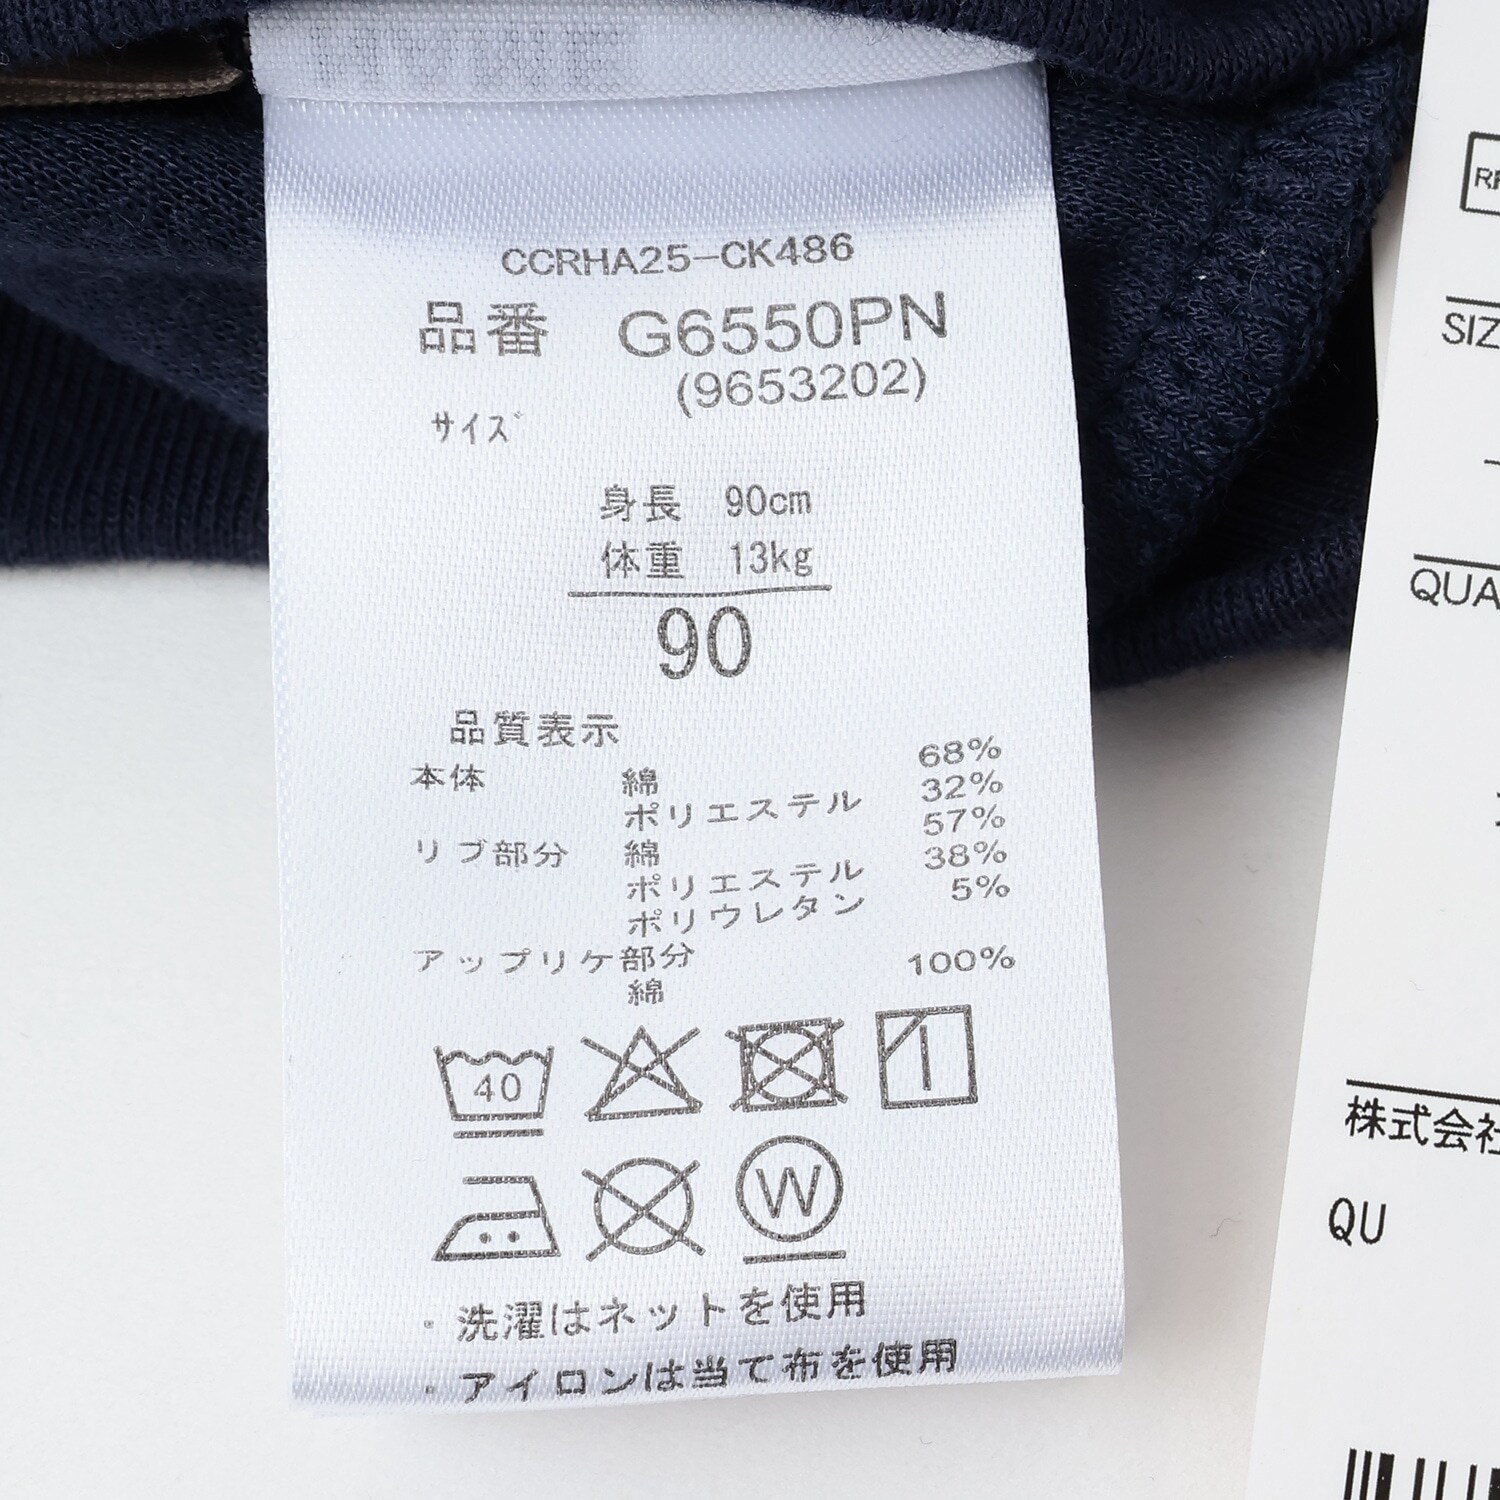 CCRHA25-CK486
品番 G6550PN
(9653202)
サイズ
身長 90cm
体重 13kg
90
品質表示
本体 綿 68%
ポリエステル 32%
リブ部分 綿 57%
ポリエステル 38%
ポリウレタン 5%
アップリケ部分
綿 100%
40
W
・洗濯はネットを使用
・アイロンは当て布を使用
SIZ
QUA
株式会社
QU